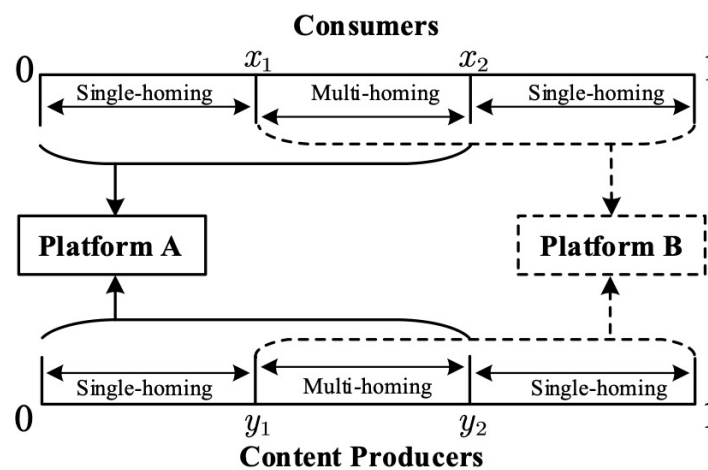 Consumers
0 x₁ x₂
Single-homing Multi-homing Single-homing
Platform A Platform B
Single-homing Multi-homing Single-homing
0 y₁ y₂
Content Producers